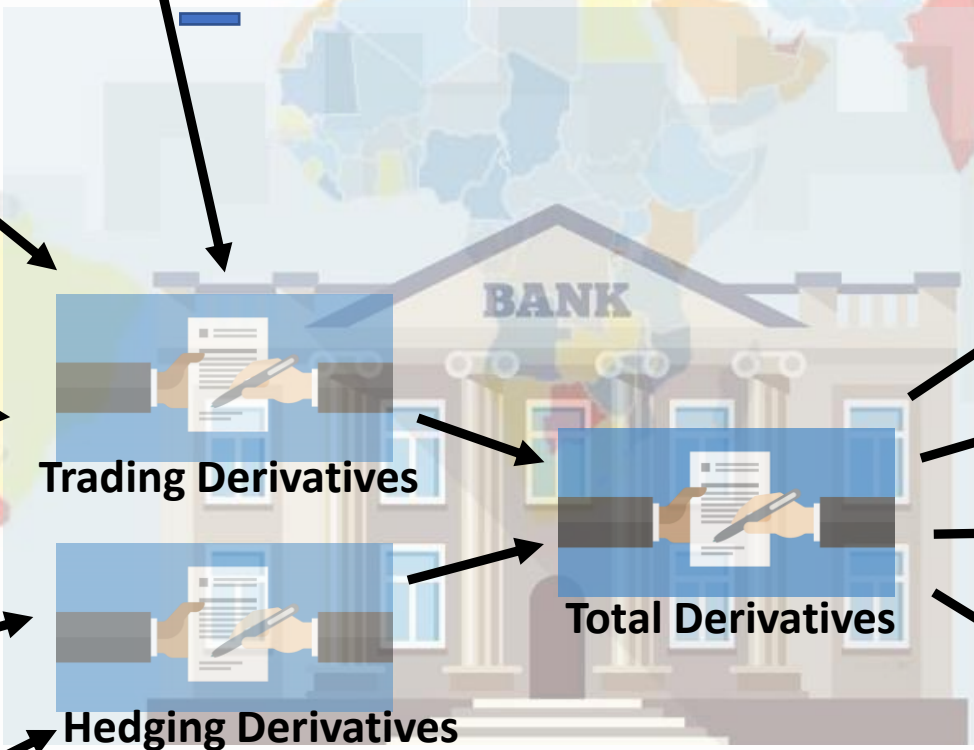 BANK
Trading Derivatives
Total Derivatives
Hedging Derivatives